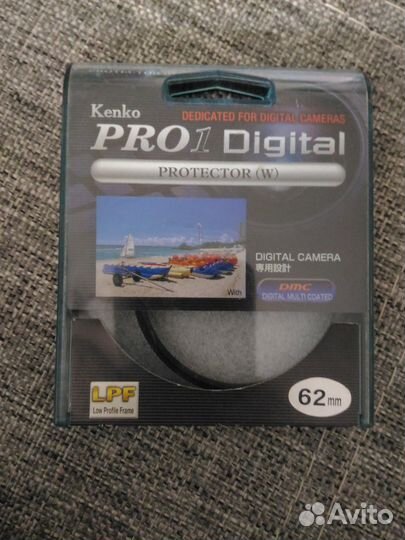 Kenko
DEDICATED FOR DIGITAL CAMERAS
PRO1 Digital
PROTECTOR (W)
DIGITAL CAMERA
専用設計
DMC
DIGITAL MULTI COATED
With
LPF
Low Profile Frame
62mm
Avito